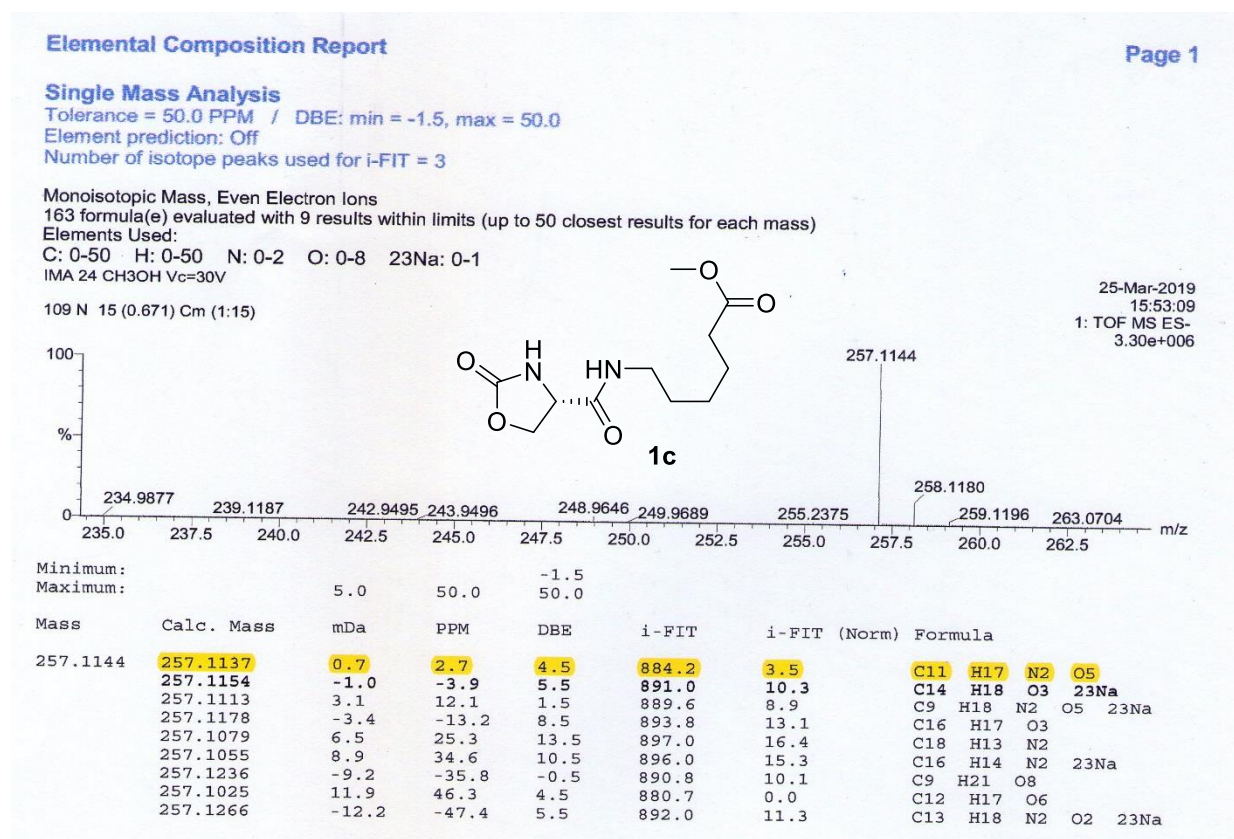 Elemental Composition Report
Page 1
Single Mass Analysis
Tolerance = 50.0 PPM / DBE: min = -1.5, max = 50.0
Element prediction: Off
Number of isotope peaks used for i-FIT = 3
Monoisotopic Mass, Even Electron Ions
163 formula(e) evaluated with 9 results within limits (up to 50 closest results for each mass)
Elements Used:
C: 0-50 H: 0-50 N: 0-2 O: 0-8 23Na: 0-1
IMA 24 CH3OH Vc=30V
109 N 15 (0.671) Cm (1:15)
25-Mar-2019
15:53:09
1: TOF MS ES-
3.30e+006
O
O
H
N
HN
O
O
O
1c
100
%
0
257.1144
258.1180
234.9877 239.1187 242.9495 243.9496 248.9646 249.9689 255.2375 259.1196 263.0704
235.0 237.5 240.0 242.5 245.0 247.5 250.0 252.5 255.0 257.5 260.0 262.5 m/z
Minimum: -1.5
Maximum: 5.0 50.0 50.0
Mass Calc. Mass mDa PPM DBE i-FIT i-FIT (Norm) Formula
257.1144 257.1137 0.7 2.7 4.5 884.2 3.5 C11 H17 N2 O5
257.1154 -1.0 -3.9 5.5 891.0 10.3 C14 H18 O3 23Na
257.1113 3.1 12.1 1.5 889.6 8.9 C9 H18 N2 O5 23Na
257.1178 -3.4 -13.2 8.5 893.8 13.1 C16 H17 O3
257.1079 6.5 25.3 13.5 897.0 16.4 C18 H13 N2
257.1055 8.9 34.6 10.5 896.0 15.3 C16 H14 N2 23Na
257.1236 -9.2 -35.8 -0.5 890.8 10.1 C9 H21 O8
257.1025 11.9 46.3 4.5 880.7 0.0 C12 H17 O6
257.1266 -12.2 -47.4 5.5 892.0 11.3 C13 H18 N2 O2 23Na